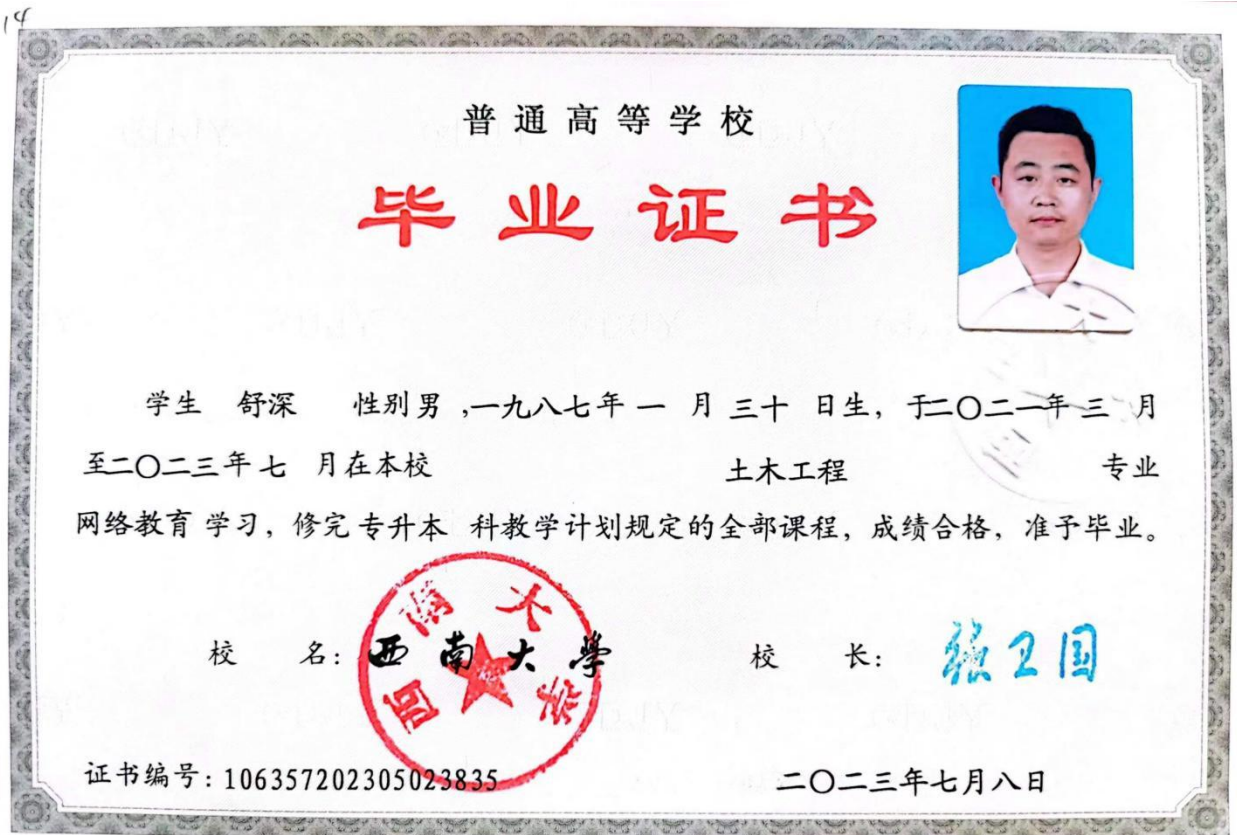 14
普通高等学校
毕业证书
学生 舒深 性别男 ,一九八七年 一 月 三十 日生, 于二〇二一年 三 月
至二〇二三年 七 月在本校 土木工程 专业
网络教育 学习, 修完 专升本 科教学计划规定的全部课程, 成绩合格, 准予毕业。
校 名: 西南大學 校 长: 张卫国
西南大学
证书编号: 106357202305023835 二〇二三年七月八日